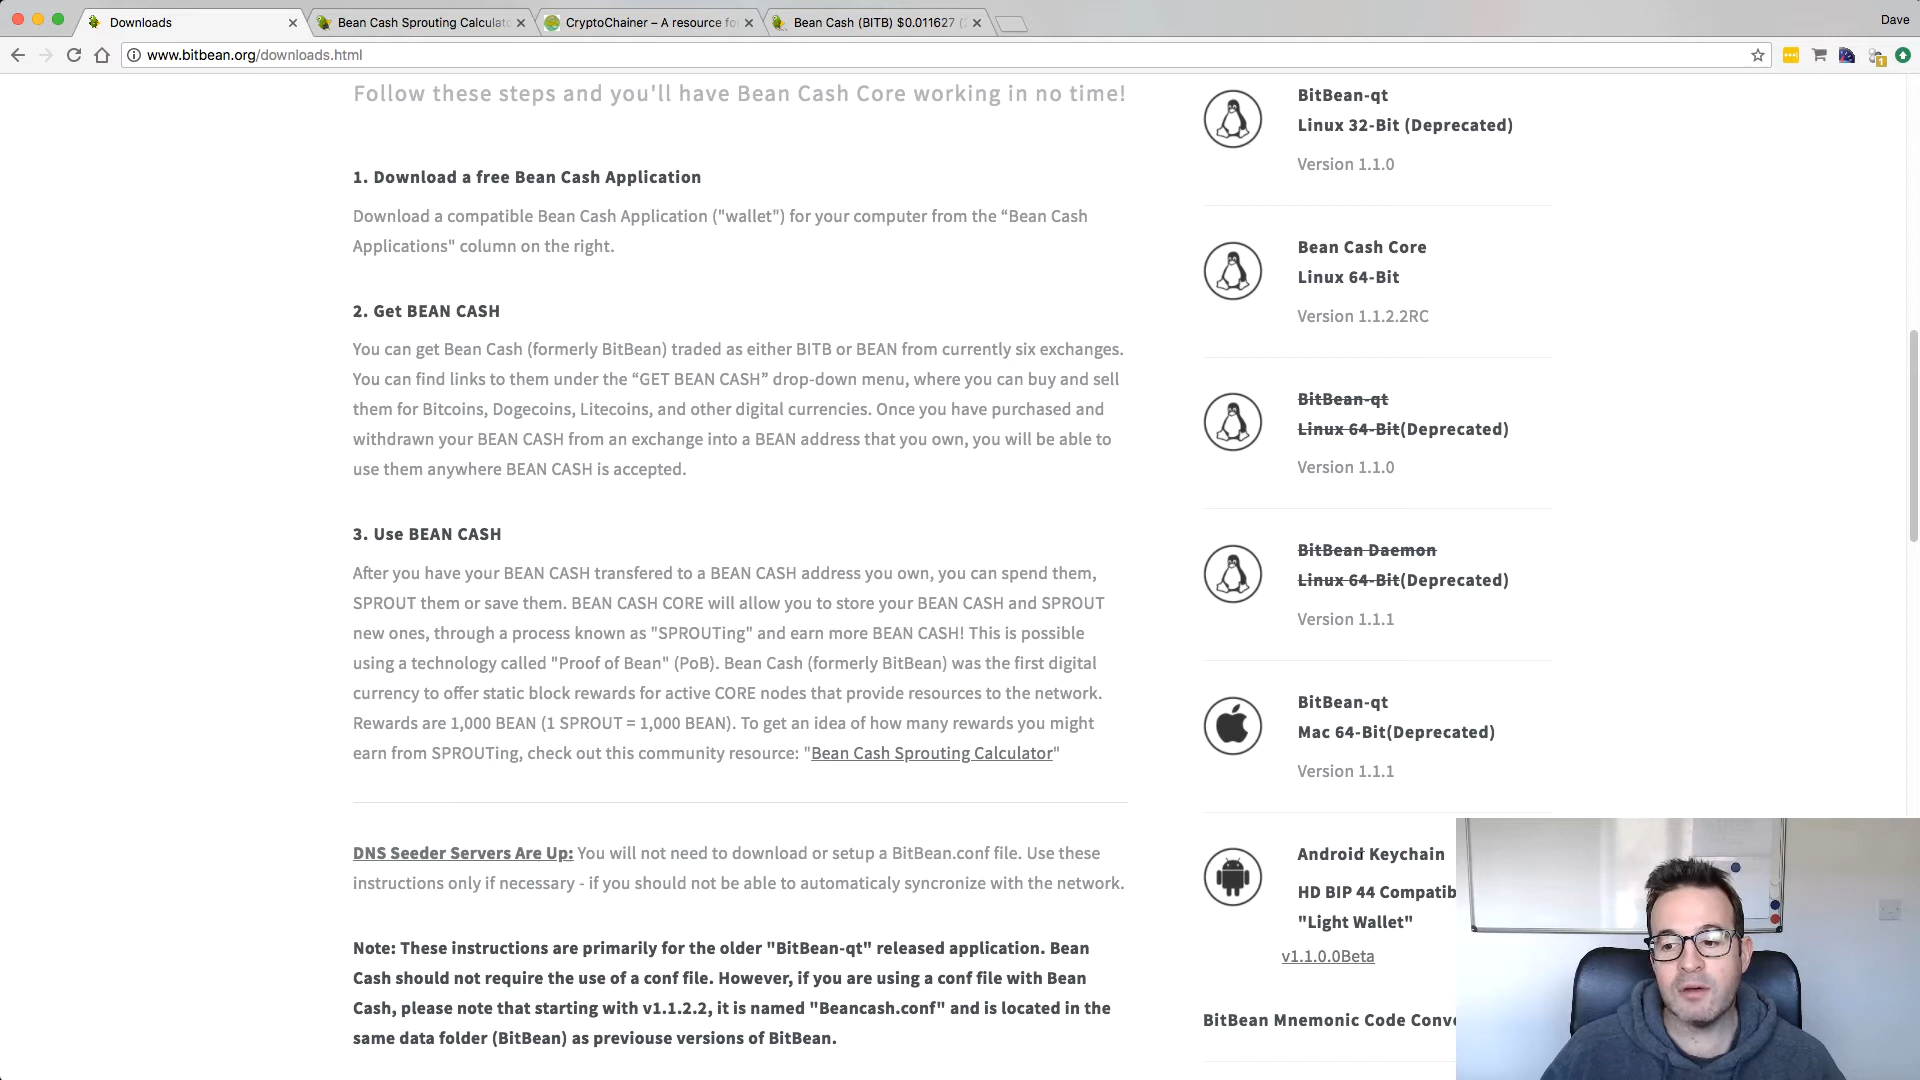 Downloads
Bean Cash Sprouting Calculat
CryptoChainer – A resource fo
Bean Cash (BITB) $0.011627 (
Dave
www.bitbean.org/downloads.html
1
Follow these steps and you'll have Bean Cash Core working in no time!
1. Download a free Bean Cash Application
Download a compatible Bean Cash Application ("wallet") for your computer from the “Bean Cash
Applications" column on the right.
2. Get BEAN CASH
You can get Bean Cash (formerly BitBean) traded as either BITB or BEAN from currently six exchanges.
You can find links to them under the “GET BEAN CASH” drop-down menu, where you can buy and sell
them for Bitcoins, Dogecoins, Litecoins, and other digital currencies. Once you have purchased and
withdrawn your BEAN CASH from an exchange into a BEAN address that you own, you will be able to
use them anywhere BEAN CASH is accepted.
3. Use BEAN CASH
After you have your BEAN CASH transfered to a BEAN CASH address you own, you can spend them,
SPROUT them or save them. BEAN CASH CORE will allow you to store your BEAN CASH and SPROUT
new ones, through a process known as "SPROUTing" and earn more BEAN CASH! This is possible
using a technology called "Proof of Bean" (PoB). Bean Cash (formerly BitBean) was the first digital
currency to offer static block rewards for active CORE nodes that provide resources to the network.
Rewards are 1,000 BEAN (1 SPROUT = 1,000 BEAN). To get an idea of how many rewards you might
earn from SPROUTing, check out this community resource: "Bean Cash Sprouting Calculator"
DNS Seeder Servers Are Up: You will not need to download or setup a BitBean.conf file. Use these
instructions only if necessary - if you should not be able to automaticaly syncronize with the network.
Note: These instructions are primarily for the older "BitBean-qt" released application. Bean
Cash should not require the use of a conf file. However, if you are using a conf file with Bean
Cash, please note that starting with v1.1.2.2, it is named "Beancash.conf" and is located in the
same data folder (BitBean) as previouse versions of BitBean.
BitBean-qt
Linux 32-Bit (Deprecated)
Version 1.1.0
Bean Cash Core
Linux 64-Bit
Version 1.1.2.2RC
BitBean-qt
Linux 64-Bit(Deprecated)
Version 1.1.0
BitBean Daemon
Linux 64-Bit(Deprecated)
Version 1.1.1
BitBean-qt
Mac 64-Bit(Deprecated)
Version 1.1.1
Android Keychain
HD BIP 44 Compatib
"Light Wallet"
v1.1.0.0Beta
BitBean Mnemonic Code Conv